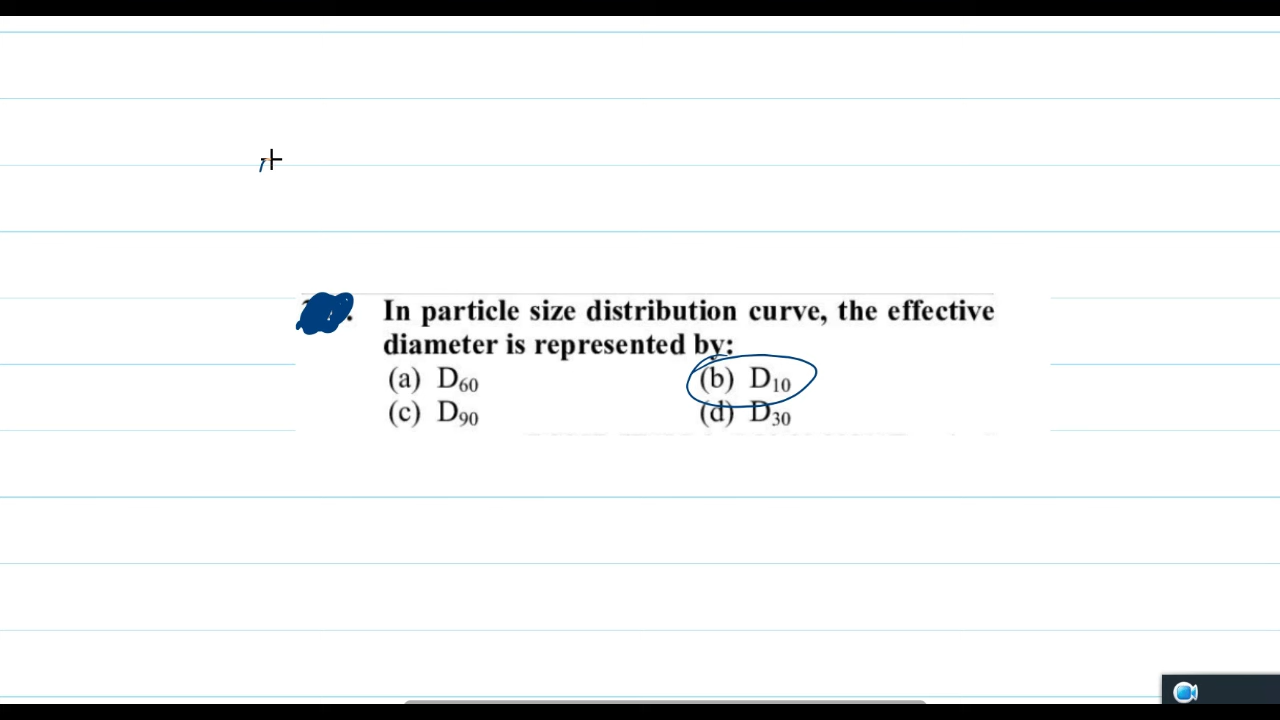 In particle size distribution curve, the effective
diameter is represented by:
(a) D₆₀ (b) D₁₀
(c) D₉₀ (d) D₃₀